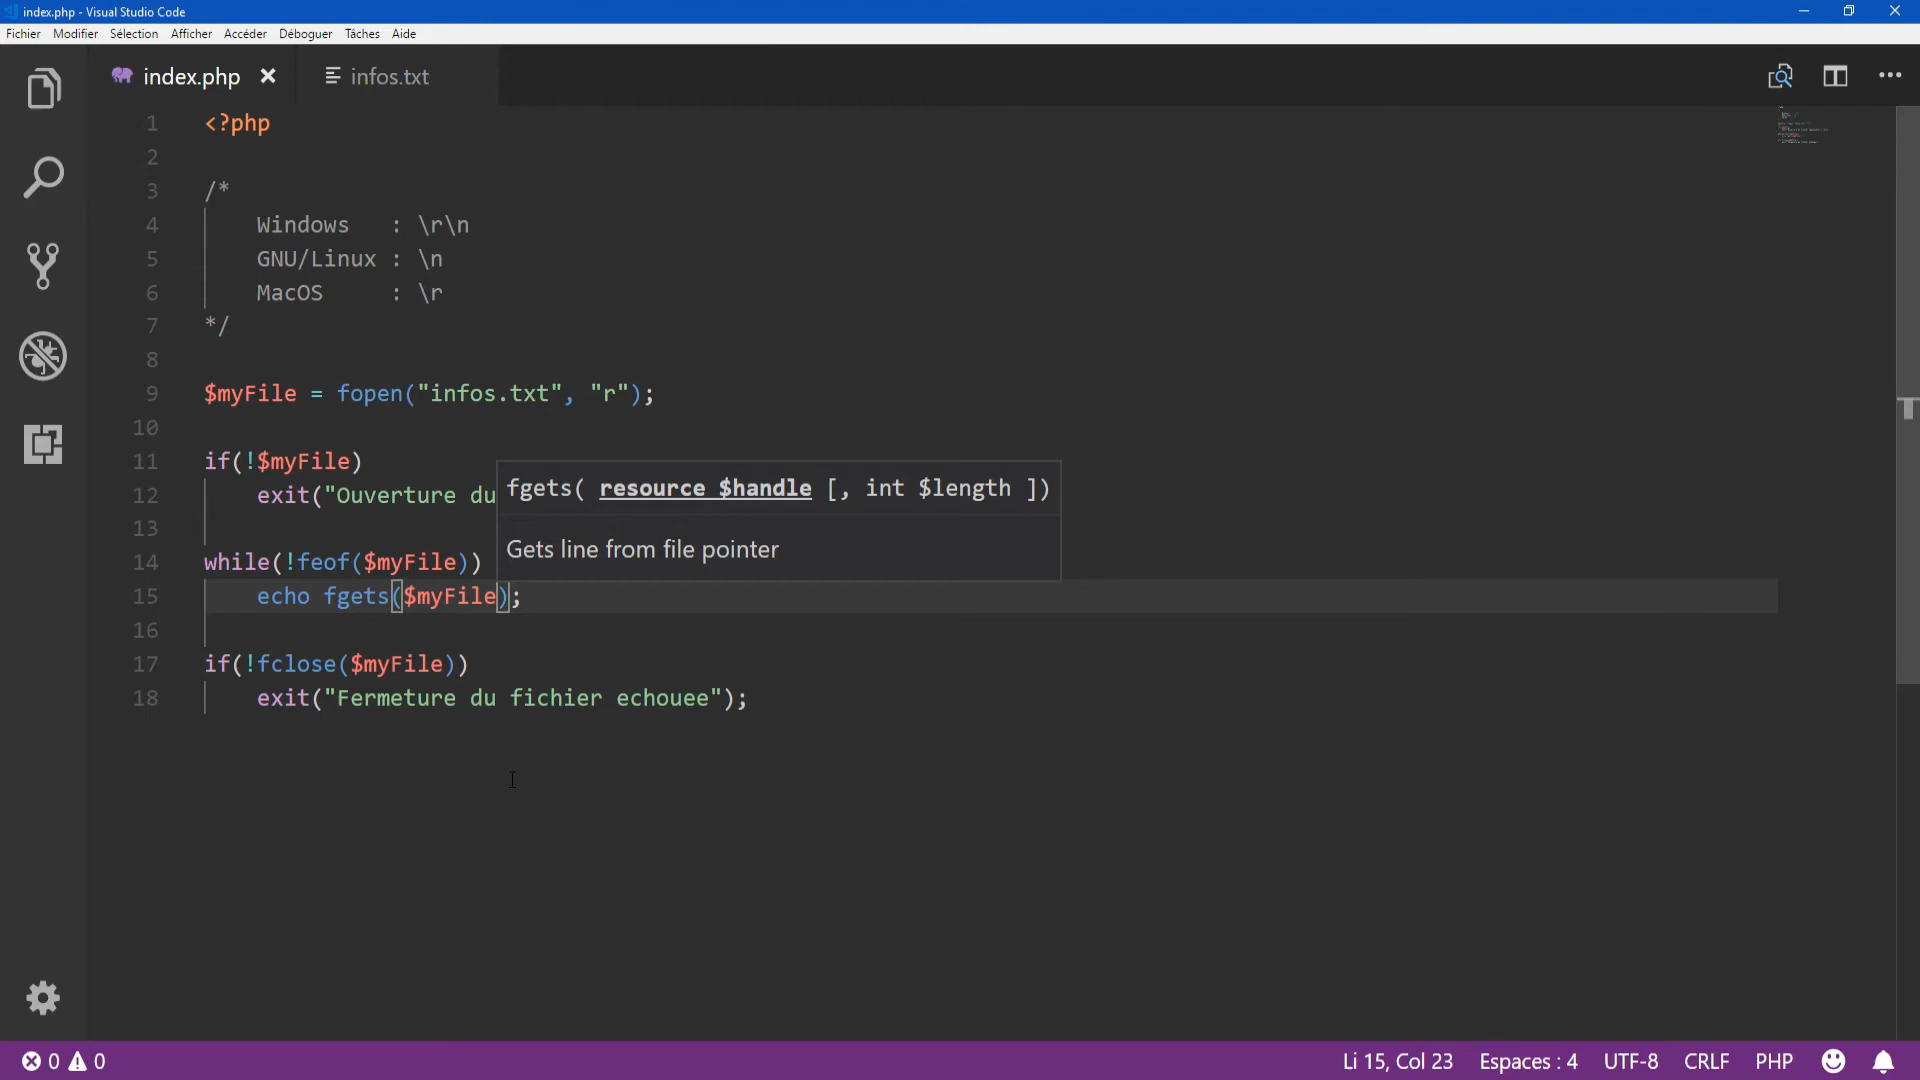 index.php - Visual Studio Code
Fichier Modifier Sélection Afficher Accéder Déboguer Tâches Aide
index.php infos.txt
1 <?php
2
3 /*
4 Windows : \r\n
5 GNU/Linux : \n
6 MacOS : \r
7 */
8
9 $myFile = fopen("infos.txt", "r");
10
11 if(!$myFile)
12 exit("Ouverture du
fgets( resource $handle [, int $length ])
13
Gets line from file pointer
14 while(!feof($myFile))
15 echo fgets($myFile);
16
17 if(!fclose($myFile))
18 exit("Fermeture du fichier echouee");
0 0 Li 15, Col 23 Espaces : 4 UTF-8 CRLF PHP